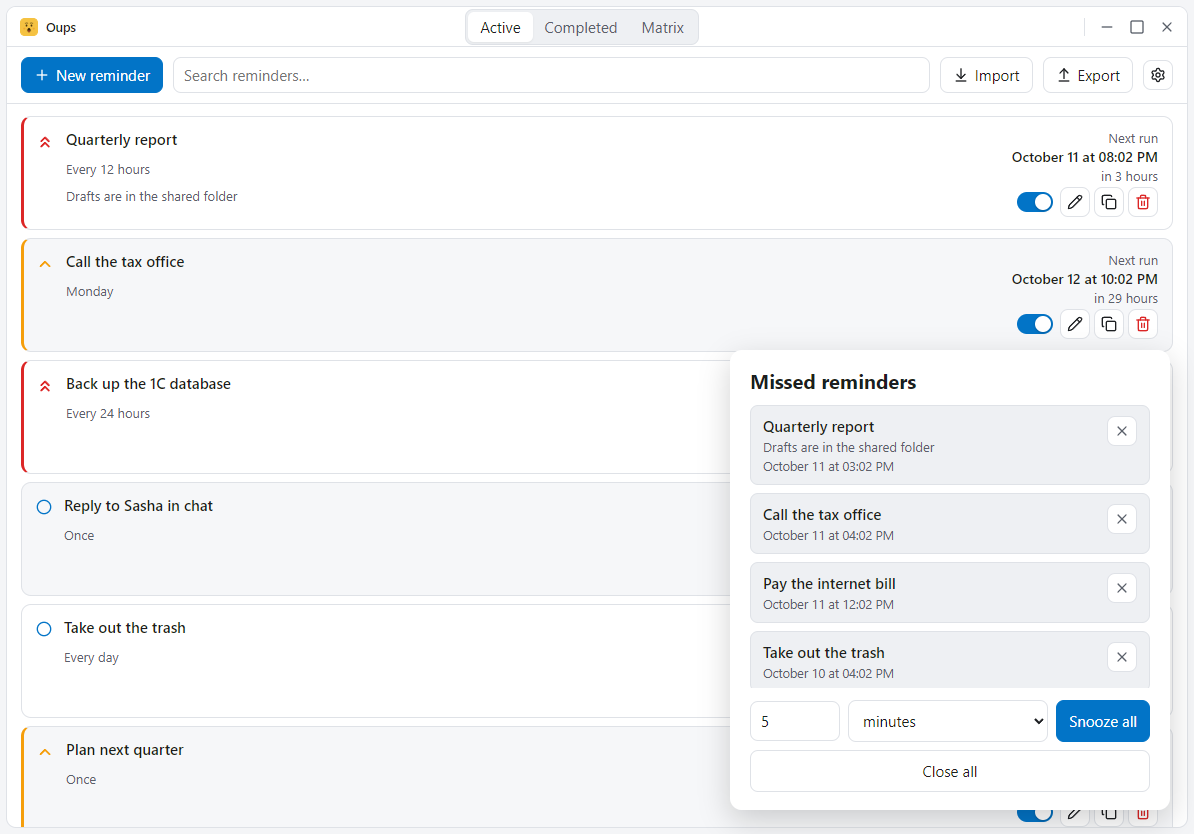 Oups
Active
Completed
Matrix
New reminder
Search reminders...
Import
Export
Quarterly report
Every 12 hours
Drafts are in the shared folder
Next run
October 11 at 08:02 PM
in 3 hours
Call the tax office
Monday
Next run
October 12 at 10:02 PM
in 29 hours
Back up the 1C database
Every 24 hours
Reply to Sasha in chat
Once
Take out the trash
Every day
Plan next quarter
Once
Missed reminders
Quarterly report
Drafts are in the shared folder
October 11 at 03:02 PM
Call the tax office
October 11 at 04:02 PM
Pay the internet bill
October 11 at 12:02 PM
Take out the trash
October 10 at 04:02 PM
5
minutes
Snooze all
Close all